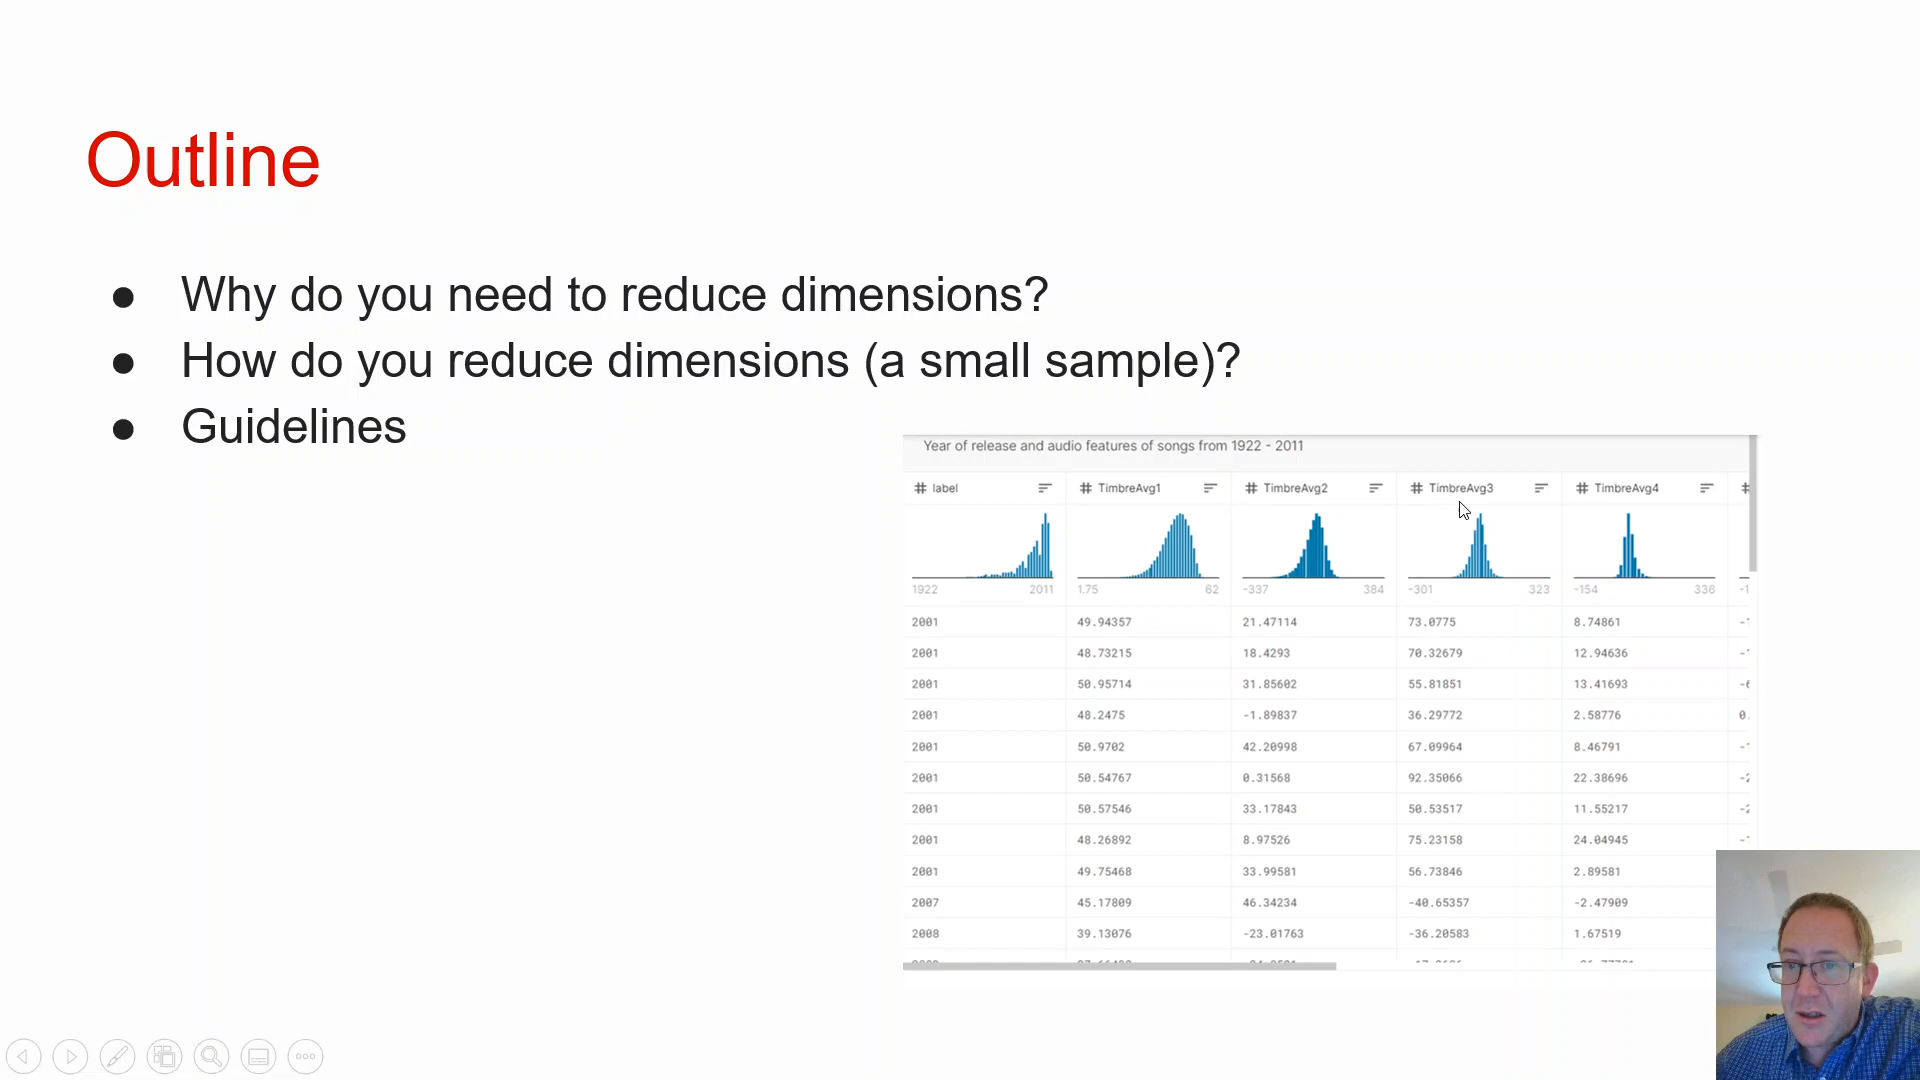 Outline
● Why do you need to reduce dimensions?
● How do you reduce dimensions (a small sample)?
● Guidelines
Year of release and audio features of songs from 1922 - 2011
# label # TimbreAvg1 # TimbreAvg2 # TimbreAvg3 # TimbreAvg4 #
1922 2011 1.75 62 -337 384 -301 323 -154 336
2001 49.94357 21.47114 73.0775 8.74861
2001 48.73215 18.4293 70.32679 12.94636
2001 50.95714 31.85602 55.81851 13.41693
2001 48.2475 -1.89837 36.29772 2.58776
2001 50.9702 42.20998 67.09964 8.46791
2001 50.54767 0.31568 92.35066 22.38696
2001 50.57546 33.17843 50.53517 11.55217
2001 48.26892 8.97526 75.23158 24.04945
2001 49.75468 33.99581 56.73846 2.89581
2007 45.17809 46.34234 -40.65357 -2.47909
2008 39.13076 -23.01763 -36.20583 1.67519